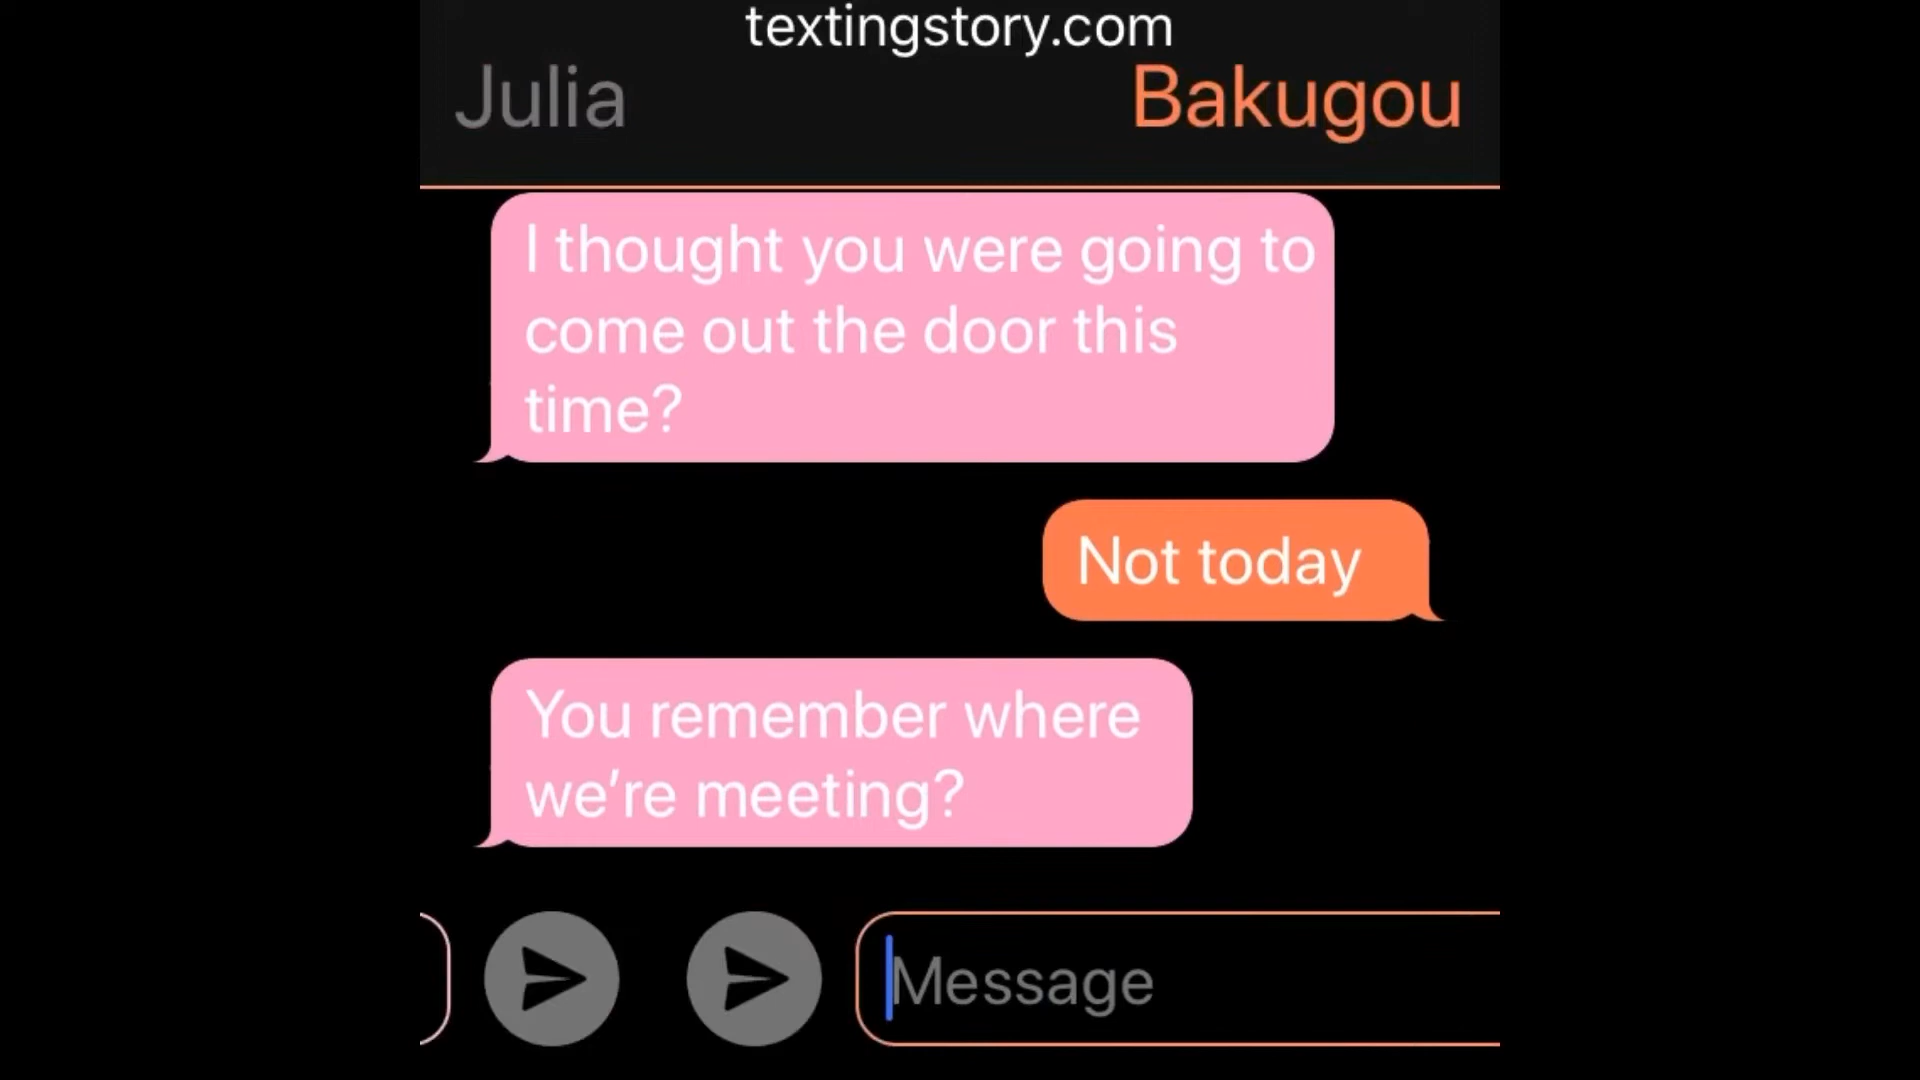 textingstory.com
Julia
Bakugou
I thought you were going to
come out the door this
time?
Not today
You remember where
we’re meeting?
Message